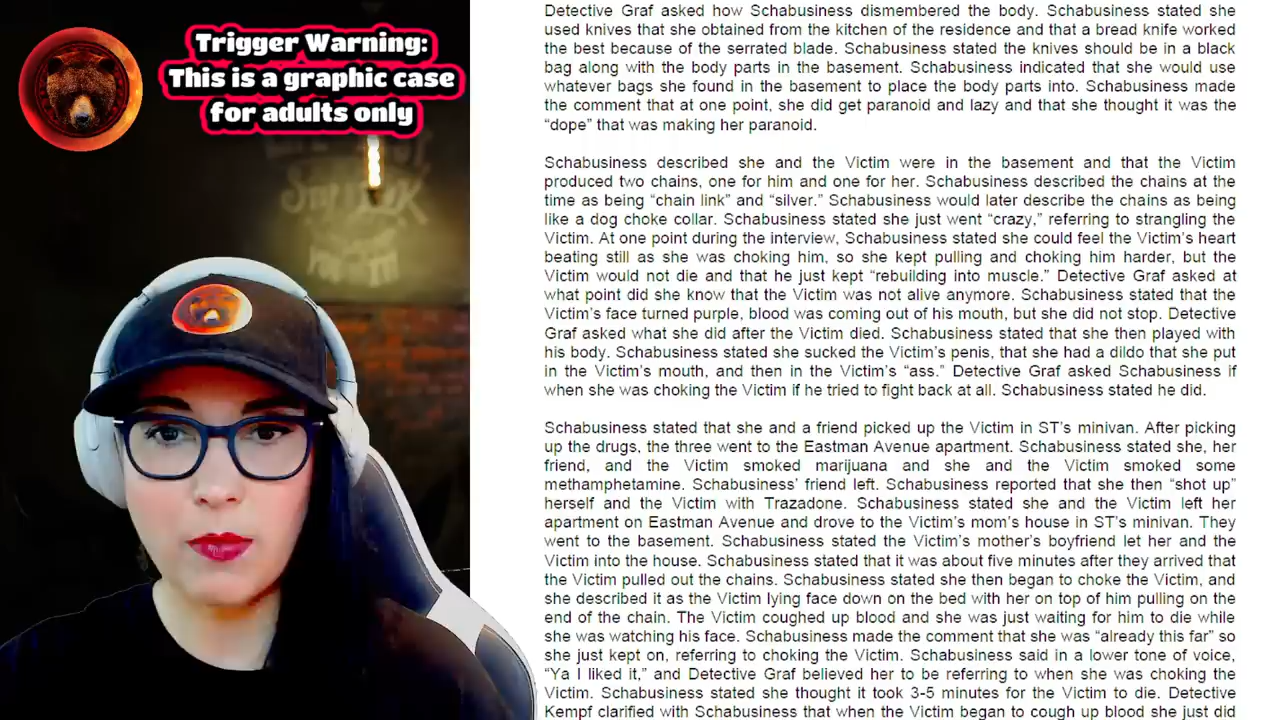 Trigger Warning:
This is a graphic case
for adults only
Detective Graf asked how Schabusiness dismembered the body. Schabusiness stated she
used knives that she obtained from the kitchen of the residence and that a bread knife worked
the best because of the serrated blade. Schabusiness stated the knives should be in a black
bag along with the body parts in the basement. Schabusiness indicated that she would use
whatever bags she found in the basement to place the body parts into. Schabusiness made
the comment that at one point, she did get paranoid and lazy and that she thought it was the
“dope” that was making her paranoid.
Schabusiness described she and the Victim were in the basement and that the Victim
produced two chains, one for him and one for her. Schabusiness described the chains at the
time as being “chain link” and “silver.” Schabusiness would later describe the chains as being
like a dog choke collar. Schabusiness stated she just went “crazy,” referring to strangling the
Victim. At one point during the interview, Schabusiness stated she could feel the Victim’s heart
beating still as she was choking him, so she kept pulling and choking him harder, but the
Victim would not die and that he just kept “rebuilding into muscle.” Detective Graf asked at
what point did she know that the Victim was not alive anymore. Schabusiness stated that the
Victim’s face turned purple, blood was coming out of his mouth, but she did not stop. Detective
Graf asked what she did after the Victim died. Schabusiness stated that she then played with
his body. Schabusiness stated she sucked the Victim’s penis, that she had a dildo that she put
in the Victim’s mouth, and then in the Victim’s “ass.” Detective Graf asked Schabusiness if
when she was choking the Victim if he tried to fight back at all. Schabusiness stated he did.
Schabusiness stated that she and a friend picked up the Victim in ST’s minivan. After picking
up the drugs, the three went to the Eastman Avenue apartment. Schabusiness stated she, her
friend, and the Victim smoked marijuana and she and the Victim smoked some
methamphetamine. Schabusiness’ friend left. Schabusiness reported that she then “shot up”
herself and the Victim with Trazadone. Schabusiness stated she and the Victim left her
apartment on Eastman Avenue and drove to the Victim’s mom’s house in ST’s minivan. They
went to the basement. Schabusiness stated the Victim’s mother’s boyfriend let her and the
Victim into the house. Schabusiness stated that it was about five minutes after they arrived that
the Victim pulled out the chains. Schabusiness stated she then began to choke the Victim, and
she described it as the Victim lying face down on the bed with her on top of him pulling on the
end of the chain. The Victim coughed up blood and she was just waiting for him to die while
she was watching his face. Schabusiness made the comment that she was “already this far” so
she just kept on, referring to choking the Victim. Schabusiness said in a lower tone of voice,
“Ya I liked it,” and Detective Graf believed her to be referring to when she was choking the
Victim. Schabusiness stated she thought it took 3-5 minutes for the Victim to die. Detective
Kempf clarified with Schabusiness that when the Victim began to cough up blood she just did